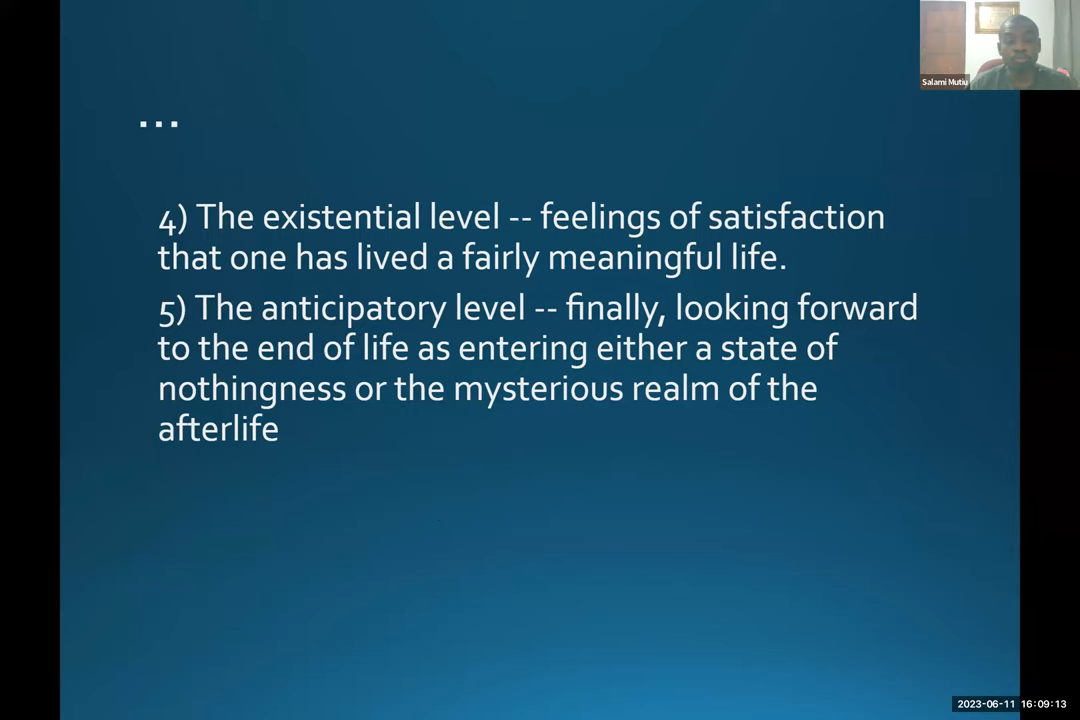 Salami Mutiu
...
4) The existential level -- feelings of satisfaction
that one has lived a fairly meaningful life.
5) The anticipatory level -- finally, looking forward
to the end of life as entering either a state of
nothingness or the mysterious realm of the
afterlife
2023-06-11 16:09:13